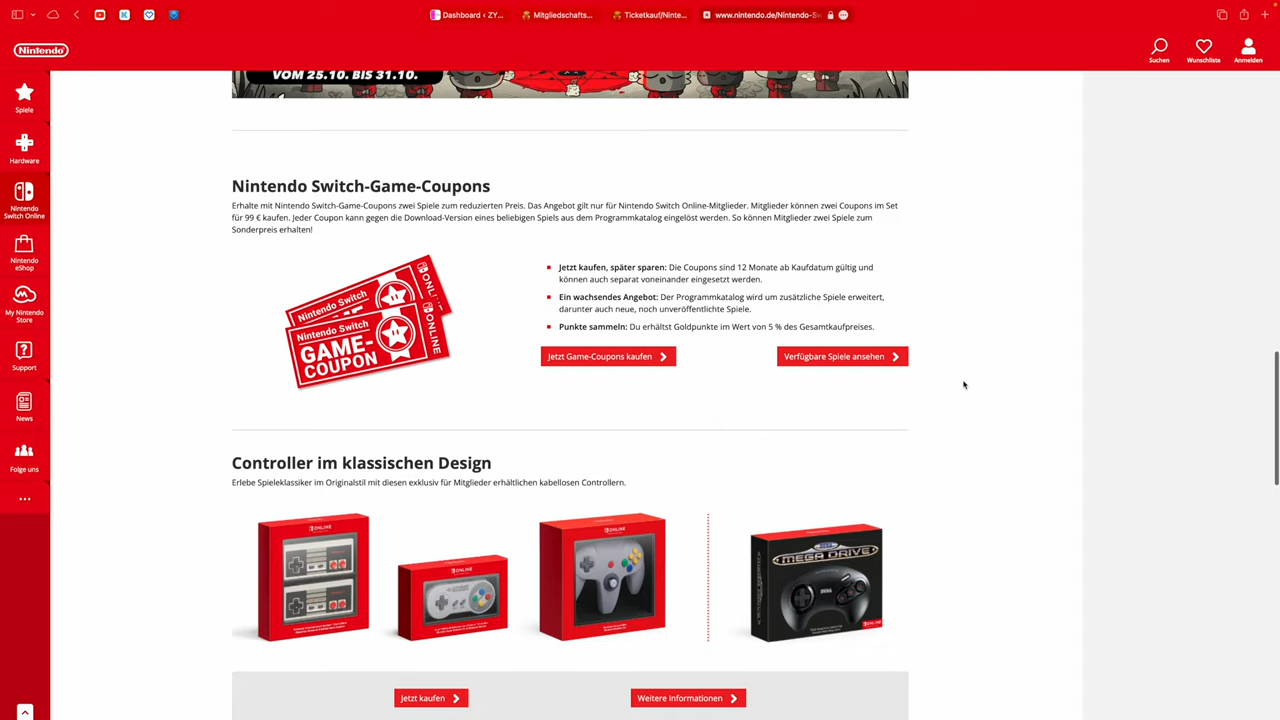 Dashboard ‹ ZY...
Mitgliedschafts...
Ticketkauf/Ninte...
www.nintendo.de/Nintendo-Sw
Nintendo
Suchen
Wunschliste
Anmelden
VOM 25.10. BIS 31.10.
Spiele
Hardware
Nintendo
Switch Online
Nintendo
eShop
My Nintendo
Store
Support
News
Folge uns
Nintendo Switch-Game-Coupons
Erhalte mit Nintendo Switch-Game-Coupons zwei Spiele zum reduzierten Preis. Das Angebot gilt nur für Nintendo Switch Online-Mitglieder. Mitglieder können zwei Coupons im Set
für 99 € kaufen. Jeder Coupon kann gegen die Download-Version eines beliebigen Spiels aus dem Programmkatalog eingelöst werden. So können Mitglieder zwei Spiele zum
Sonderpreis erhalten!
Nintendo Switch
ONLINE
Nintendo Switch
GAME-
COUPON
ONLINE
Jetzt kaufen, später sparen: Die Coupons sind 12 Monate ab Kaufdatum gültig und
können auch separat voneinander eingesetzt werden.
Ein wachsendes Angebot: Der Programmkatalog wird um zusätzliche Spiele erweitert,
darunter auch neue, noch unveröffentlichte Spiele.
Punkte sammeln: Du erhältst Goldpunkte im Wert von 5 % des Gesamtkaufpreises.
Jetzt Game-Coupons kaufen
Verfügbare Spiele ansehen
Controller im klassischen Design
Erlebe Spieleklassiker im Originalstil mit diesen exklusiv für Mitglieder erhältlichen kabellosen Controllern.
ONLINE
ONLINE
ONLINE
SEGA
MEGA DRIVE
ONLINE
Jetzt kaufen
Weitere Informationen